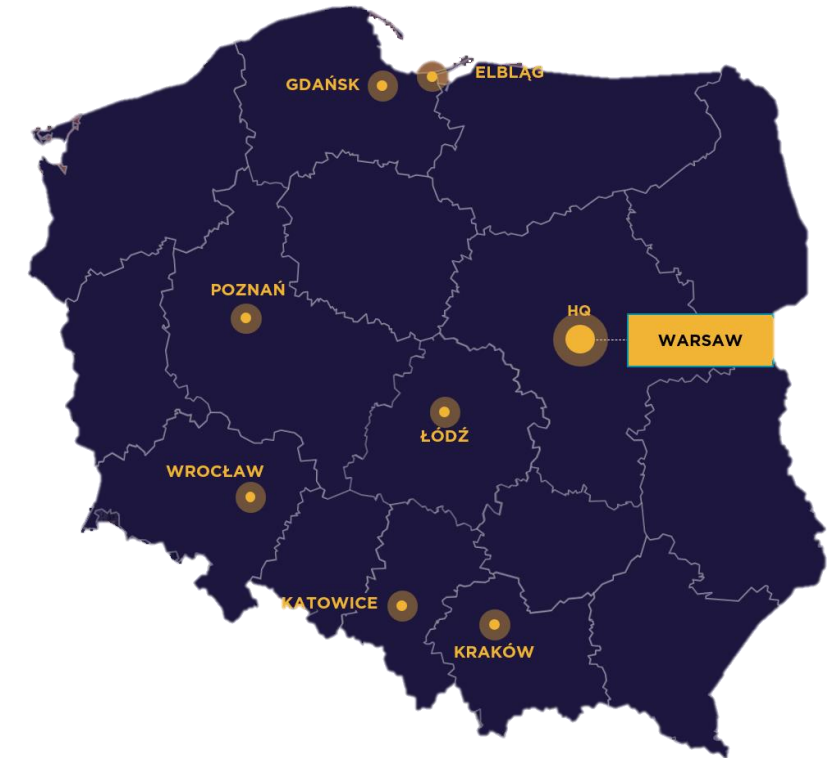 ELBLĄG
GDAŃSK
POZNAŃ
HQ
WARSAW
ŁÓDŹ
WROCŁAW
KATOWICE
KRAKÓW